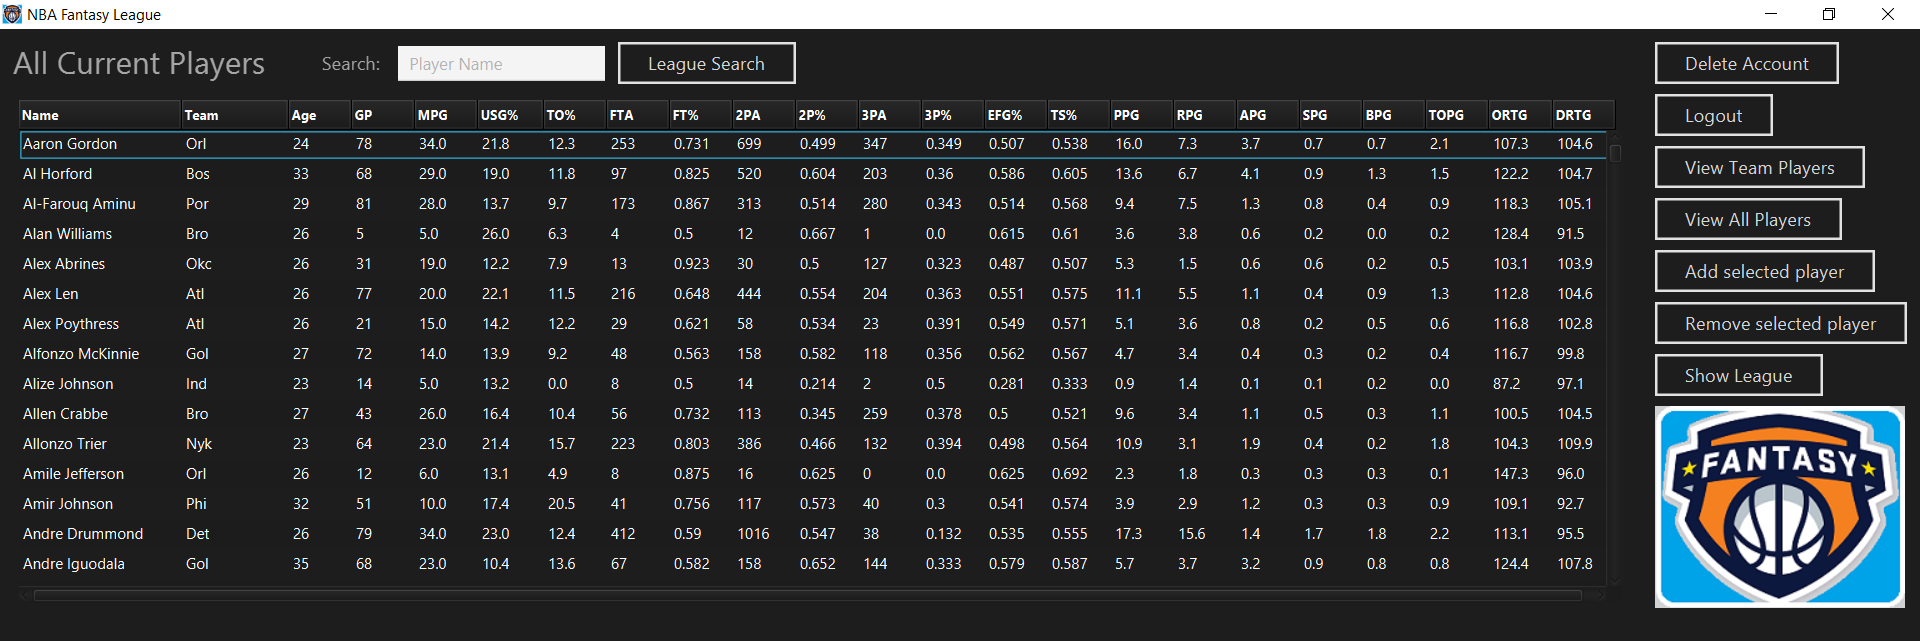 NBA Fantasy League
All Current Players Search: Player Name League Search
Name Team Age GP MPG USG% TO% FTA FT% 2PA 2P% 3PA 3P% EFG% TS% PPG RPG APG SPG BPG TOPG ORTG DRTG
Aaron Gordon Orl 24 78 34.0 21.8 12.3 253 0.731 699 0.499 347 0.349 0.507 0.538 16.0 7.3 3.7 0.7 0.7 2.1 107.3 104.6
Al Horford Bos 33 68 29.0 19.0 11.8 97 0.825 520 0.604 203 0.36 0.586 0.605 13.6 6.7 4.1 0.9 1.3 1.5 122.2 104.7
Al-Farouq Aminu Por 29 81 28.0 13.7 9.7 173 0.867 313 0.514 280 0.343 0.514 0.568 9.4 7.5 1.3 0.8 0.4 0.9 118.3 105.1
Alan Williams Bro 26 5 5.0 26.0 6.3 4 0.5 12 0.667 1 0.0 0.615 0.61 3.6 3.8 0.6 0.2 0.0 0.2 128.4 91.5
Alex Abrines Okc 26 31 19.0 12.2 7.9 13 0.923 30 0.5 127 0.323 0.487 0.507 5.3 1.5 0.6 0.6 0.2 0.5 103.1 103.9
Alex Len Atl 26 77 20.0 22.1 11.5 216 0.648 444 0.554 204 0.363 0.551 0.575 11.1 5.5 1.1 0.4 0.9 1.3 112.8 104.6
Alex Poythress Atl 26 21 15.0 14.2 12.2 29 0.621 58 0.534 23 0.391 0.549 0.571 5.1 3.6 0.8 0.2 0.5 0.6 116.8 102.8
Alfonzo McKinnie Gol 27 72 14.0 13.9 9.2 48 0.563 158 0.582 118 0.356 0.562 0.567 4.7 3.4 0.4 0.3 0.2 0.4 116.7 99.8
Alize Johnson Ind 23 14 5.0 13.2 0.0 8 0.5 14 0.214 2 0.5 0.281 0.333 0.9 1.4 0.1 0.1 0.2 0.0 87.2 97.1
Allen Crabbe Bro 27 43 26.0 16.4 10.4 56 0.732 113 0.345 259 0.378 0.5 0.521 9.6 3.4 1.1 0.5 0.3 1.1 100.5 104.5
Allonzo Trier Nyk 23 64 23.0 21.4 15.7 223 0.803 386 0.466 132 0.394 0.498 0.564 10.9 3.1 1.9 0.4 0.2 1.8 104.3 109.9
Amile Jefferson Orl 26 12 6.0 13.1 4.9 8 0.875 16 0.625 0 0.0 0.625 0.692 2.3 1.8 0.3 0.3 0.3 0.1 147.3 96.0
Amir Johnson Phi 32 51 10.0 17.4 20.5 41 0.756 117 0.573 40 0.3 0.541 0.574 3.9 2.9 1.2 0.3 0.3 0.9 109.1 92.7
Andre Drummond Det 26 79 34.0 23.0 12.4 412 0.59 1016 0.547 38 0.132 0.535 0.555 17.3 15.6 1.4 1.7 1.8 2.2 113.1 95.5
Andre Iguodala Gol 35 68 23.0 10.4 13.6 67 0.582 158 0.652 144 0.333 0.579 0.587 5.7 3.7 3.2 0.9 0.8 0.8 124.4 107.8
Delete Account
Logout
View Team Players
View All Players
Add selected player
Remove selected player
Show League
FANTASY